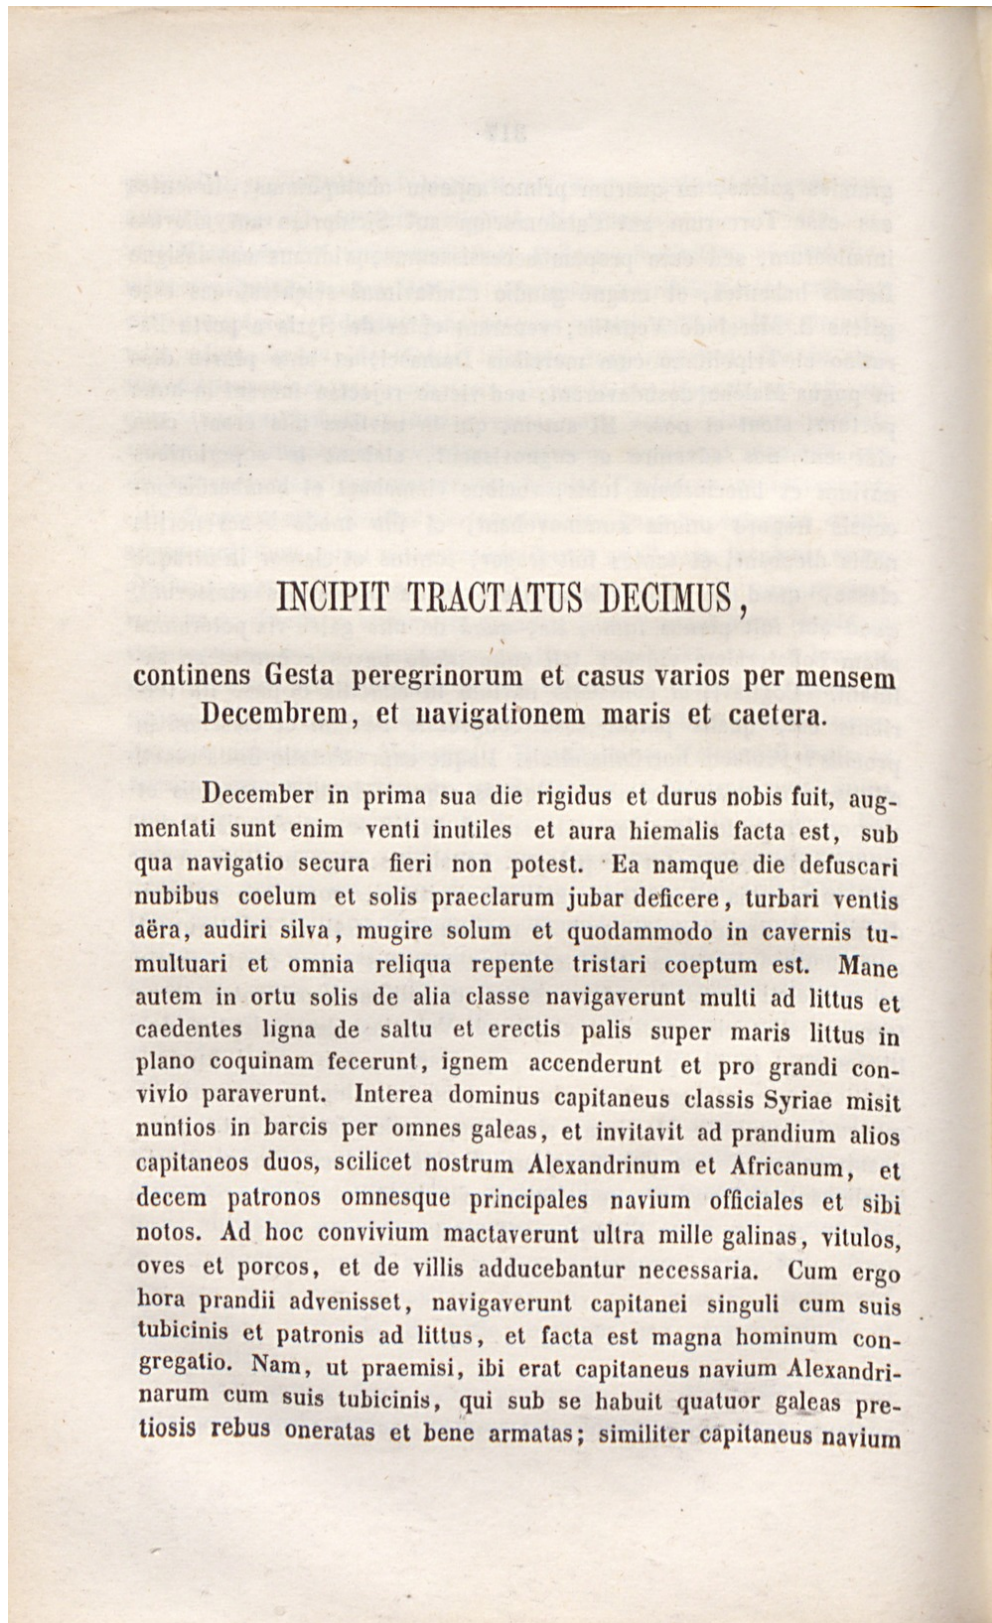 INCIPIT TRACTATUS DECIMUS,
continens Gesta peregrinorum et casus varios per mensem
Decembrem, et navigationem maris et caetera.
December in prima sua die rigidus et durus nobis fuit, aug-
mentati sunt enim venti inutiles et aura hiemalis facta est, sub
qua navigatio secura fieri non potest. Ea namque die defuscari
nubibus coelum et solis praeclarum jubar deficere, turbari ventis
aëra, audiri silva, mugire solum et quodammodo in cavernis tu-
multuari et omnia reliqua repente tristari coeptum est. Mane
autem in ortu solis de alia classe navigaverunt multi ad littus et
caedentes ligna de saltu et erectis palis super maris littus in
plano coquinam fecerunt, ignem accenderunt et pro grandi con-
vivio paraverunt. Interea dominus capitaneus classis Syriae misit
nuntios in barcis per omnes galeas, et invitavit ad prandium alios
capitaneos duos, scilicet nostrum Alexandrinum et Africanum, et
decem patronos omnesque principales navium officiales et sibi
notos. Ad hoc convivium mactaverunt ultra mille galinas, vitulos,
oves et porcos, et de villis adducebantur necessaria. Cum ergo
hora prandii advenisset, navigaverunt capitanei singuli cum suis
tubicinis et patronis ad littus, et facta est magna hominum con-
gregatio. Nam, ut praemisi, ibi erat capitaneus navium Alexandri-
narum cum suis tubicinis, qui sub se habuit quatuor galeas pre-
tiosis rebus oneratas et bene armatas; similiter capitaneus navium